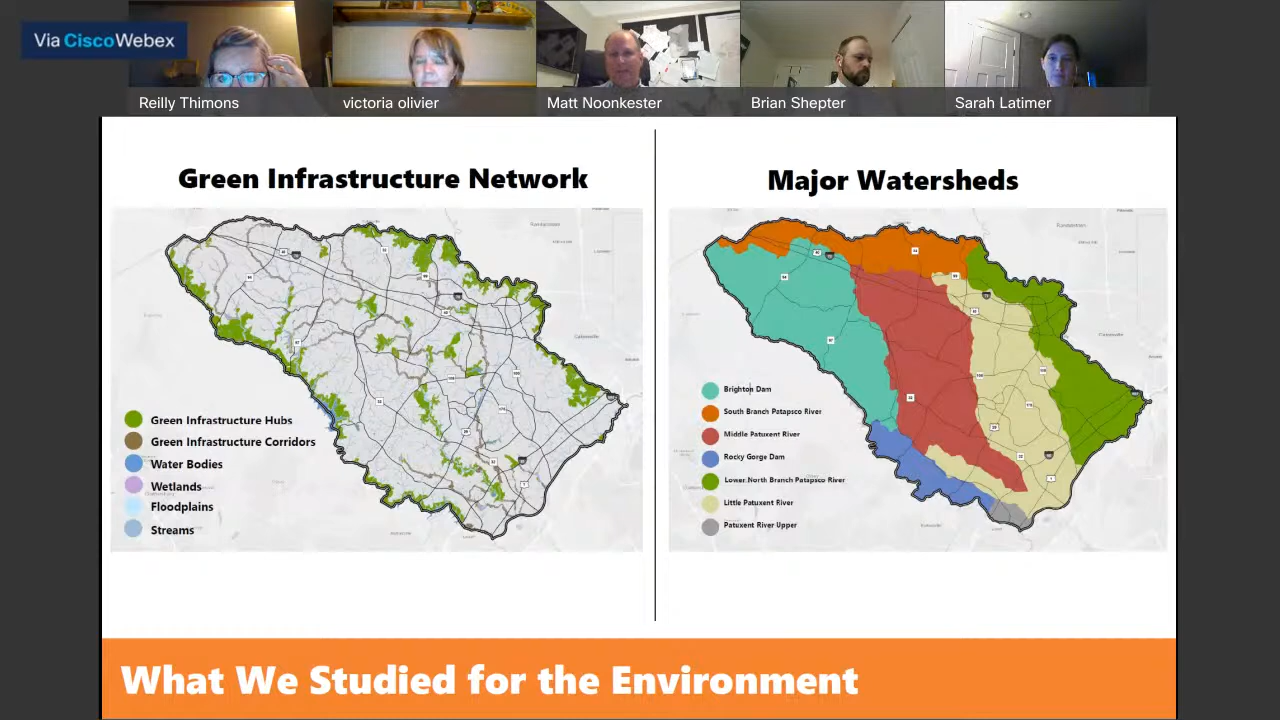 Via Cisco Webex
Reilly Thimons
victoria olivier
Matt Noonkester
Brian Shepter
Sarah Latimer
Green Infrastructure Network
Green Infrastructure Hubs
Green Infrastructure Corridors
Water Bodies
Wetlands
Floodplains
Streams
Major Watersheds
Brighton Dam
South Branch Patapsco River
Middle Patuxent River
Rocky Gorge Dam
Lower North Branch Patapsco River
Little Patuxent River
Patuxent River Upper
What We Studied for the Environment